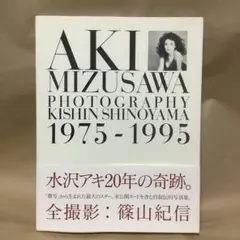 AKI
MIZUSAWA
PHOTOGRAPHY
KISHIN SHINOYAMA
1975-1995
水沢アキ20年の奇跡。
全撮影:篠山紀信